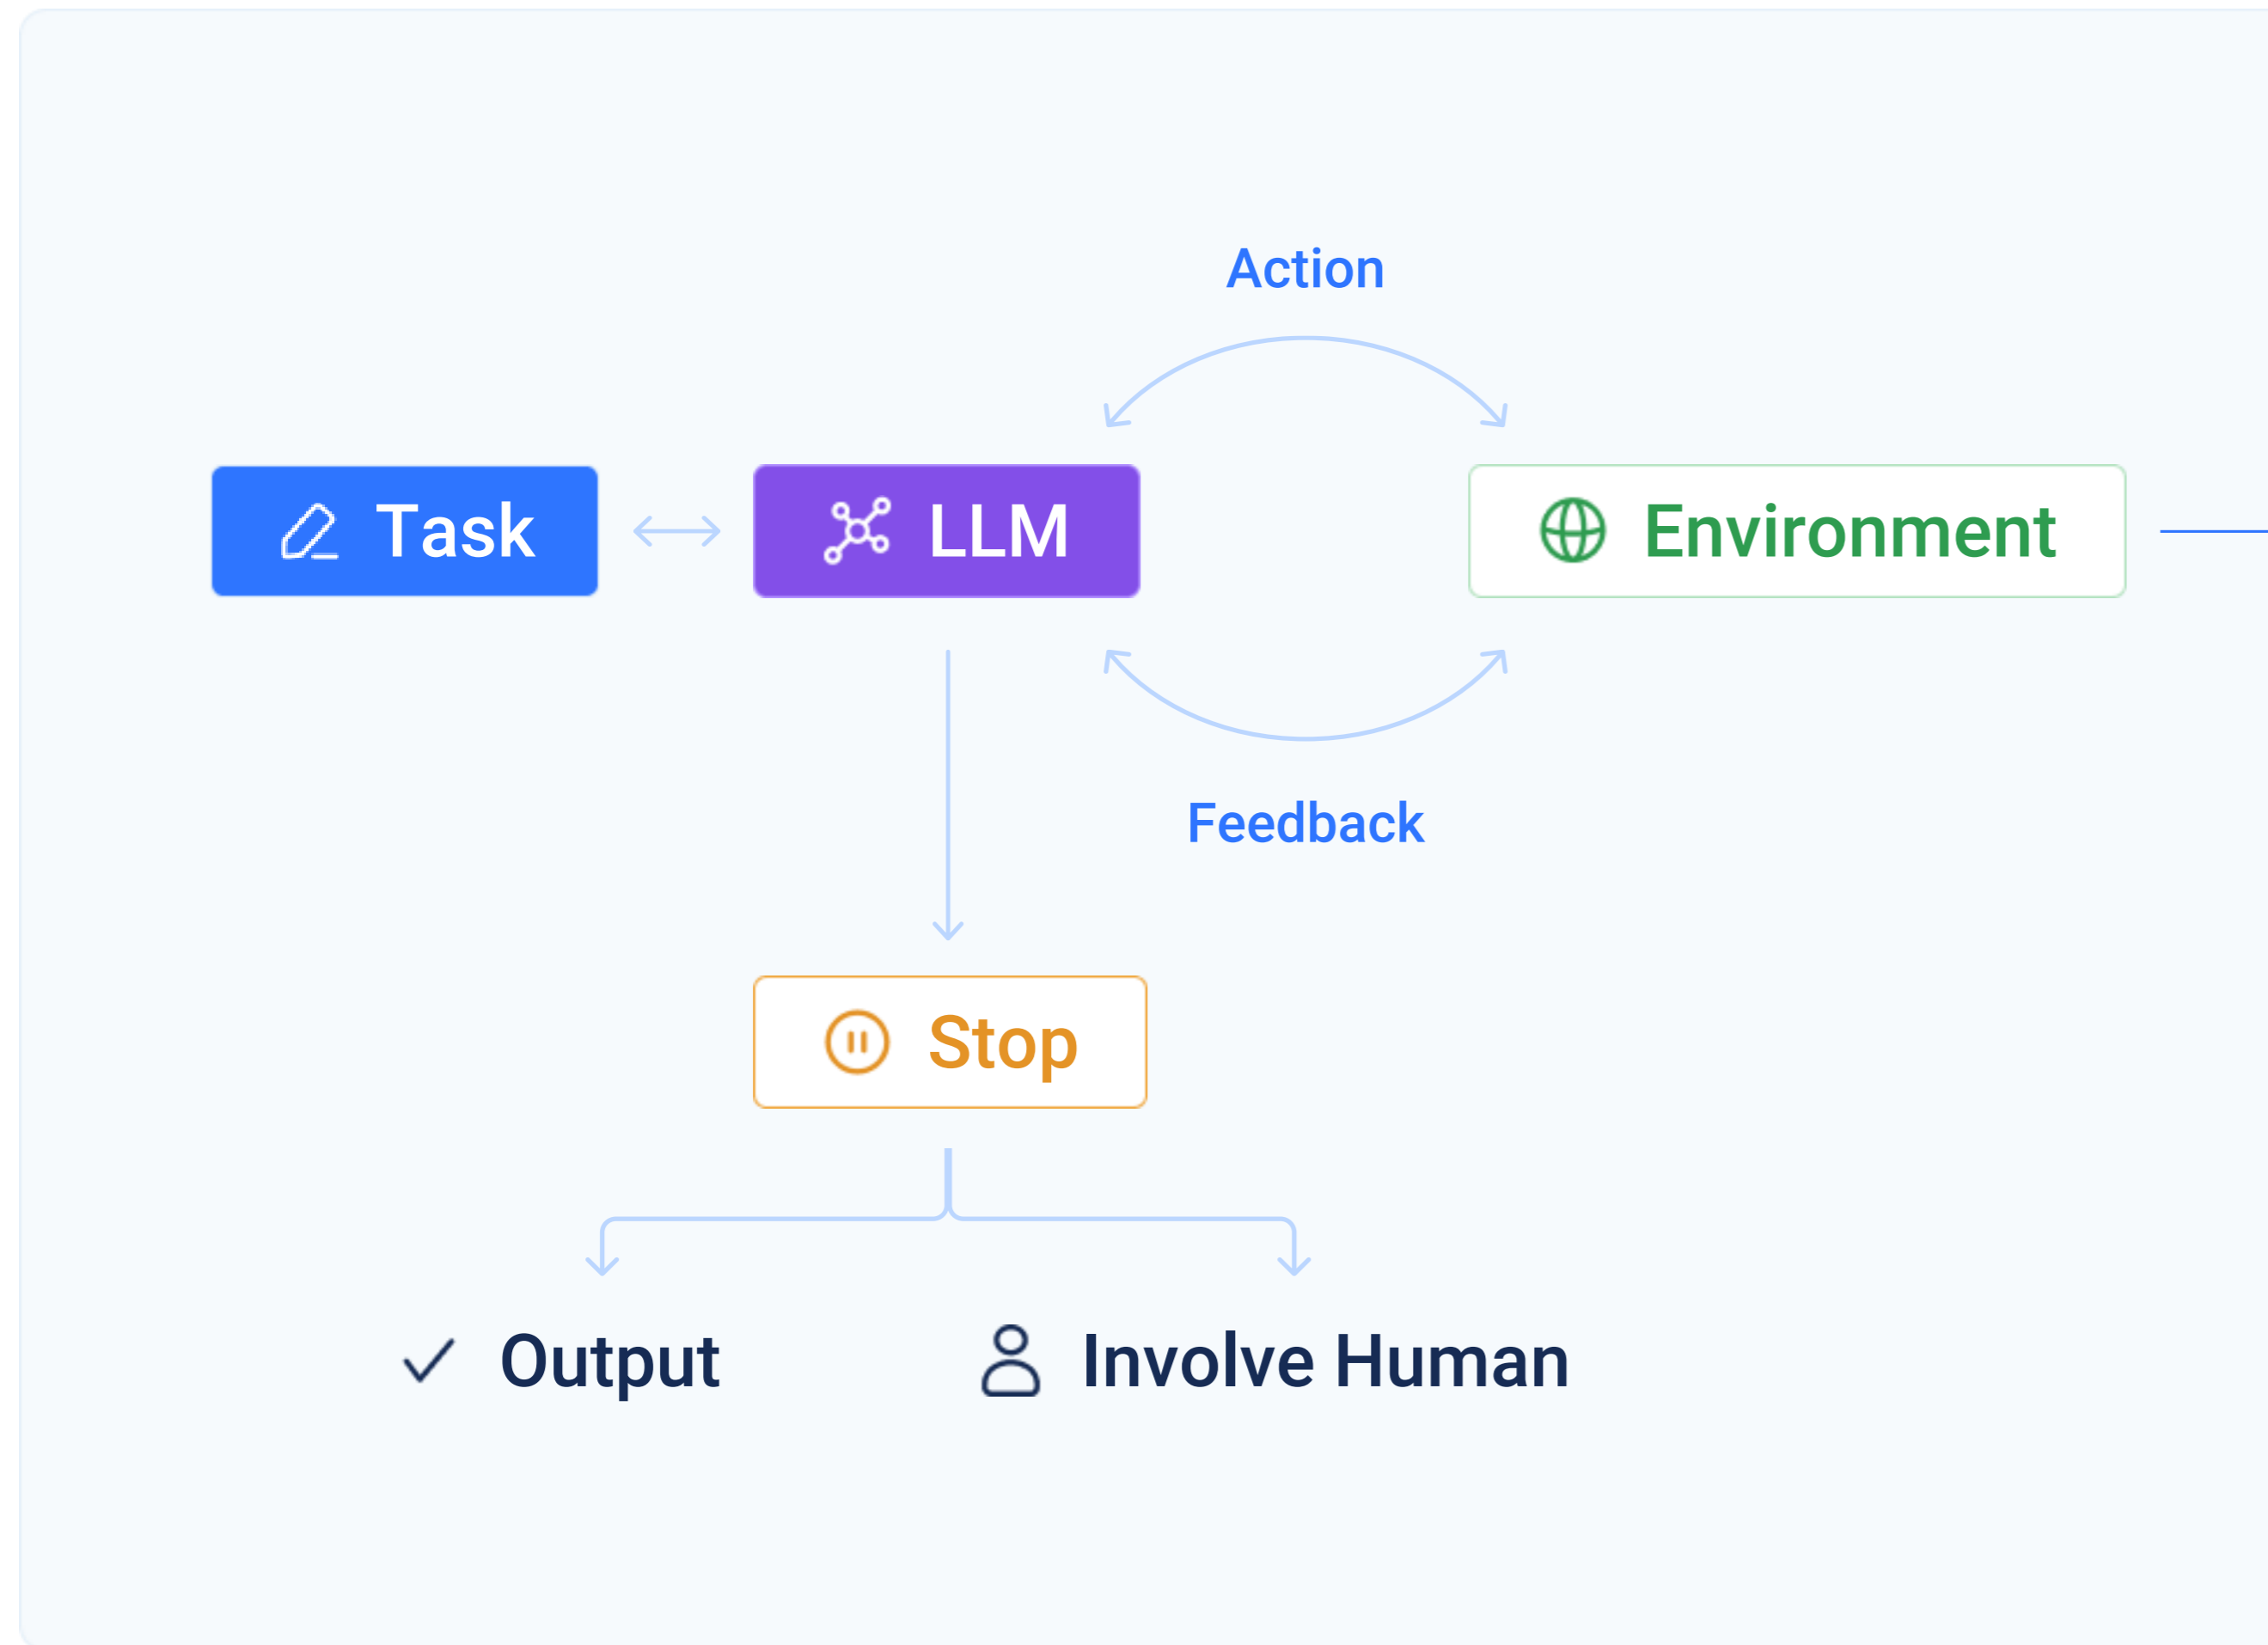 Action
Task
LLM
Environment
Feedback
Stop
Output
Involve Human